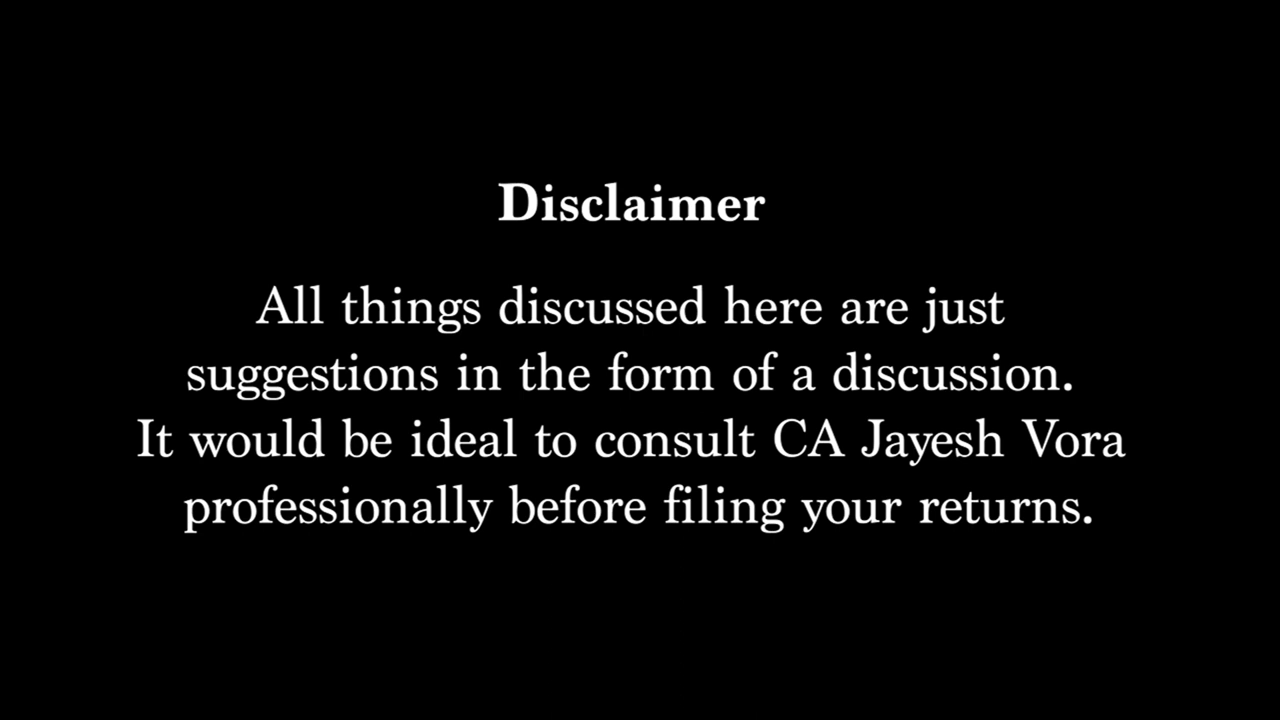 Disclaimer
All things discussed here are just
suggestions in the form of a discussion.
It would be ideal to consult CA Jayesh Vora
professionally before filing your returns.